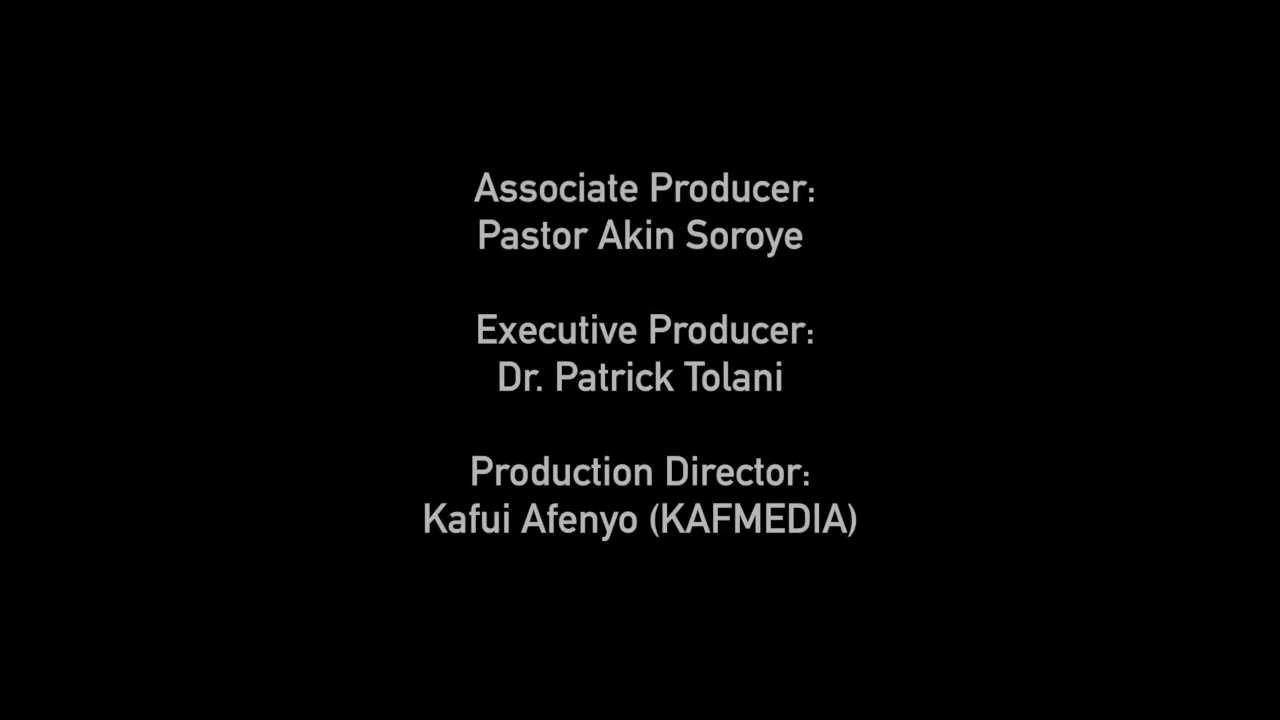 Associate Producer:
Pastor Akin Soroye
Executive Producer:
Dr. Patrick Tolani
Production Director:
Kafui Afenyo (KAFMEDIA)